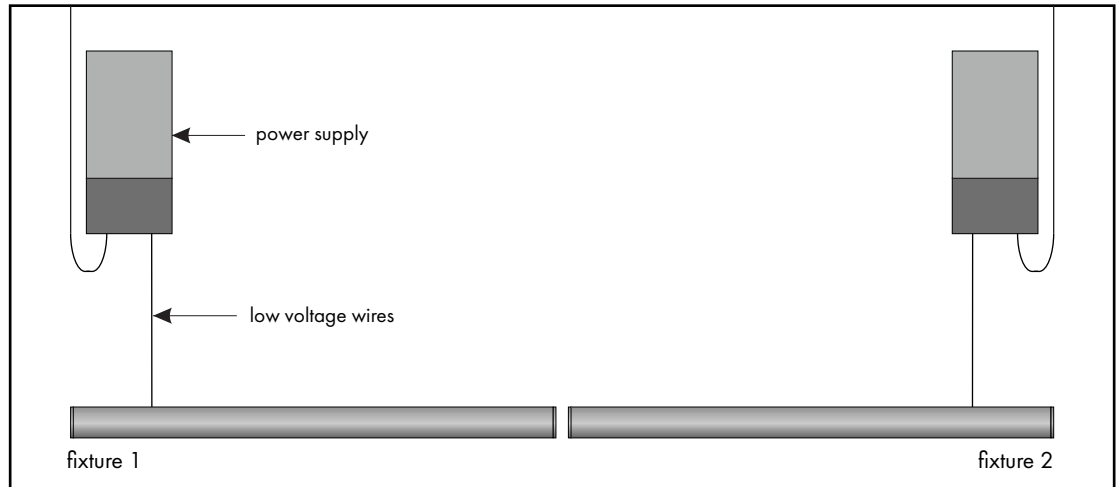 power supply
low voltage wires
fixture 1
fixture 2